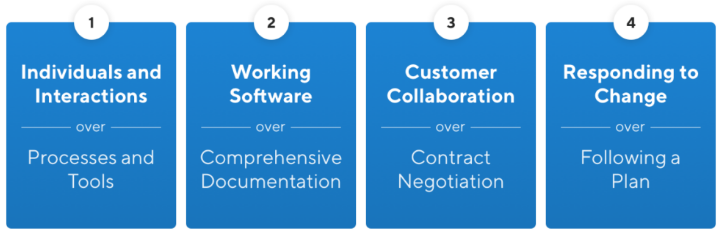 1
Individuals and
Interactions
over
Processes and
Tools
2
Working
Software
over
Comprehensive
Documentation
3
Customer
Collaboration
over
Contract
Negotiation
4
Responding to
Change
over
Following a
Plan